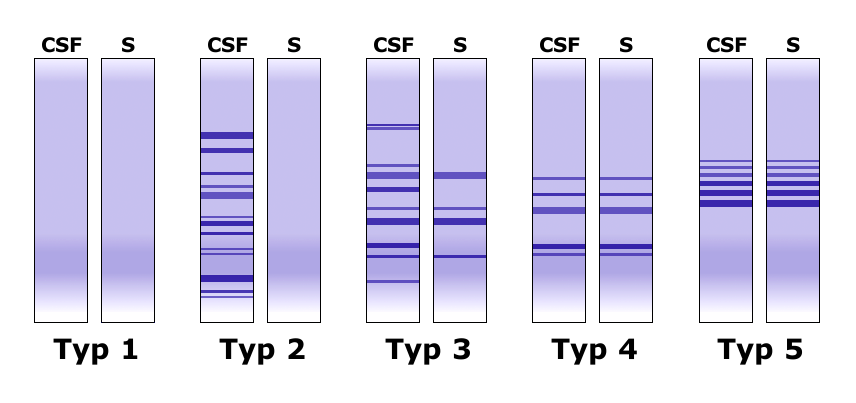 CSF S CSF S CSF S CSF S CSF S
Typ 1 Typ 2 Typ 3 Typ 4 Typ 5